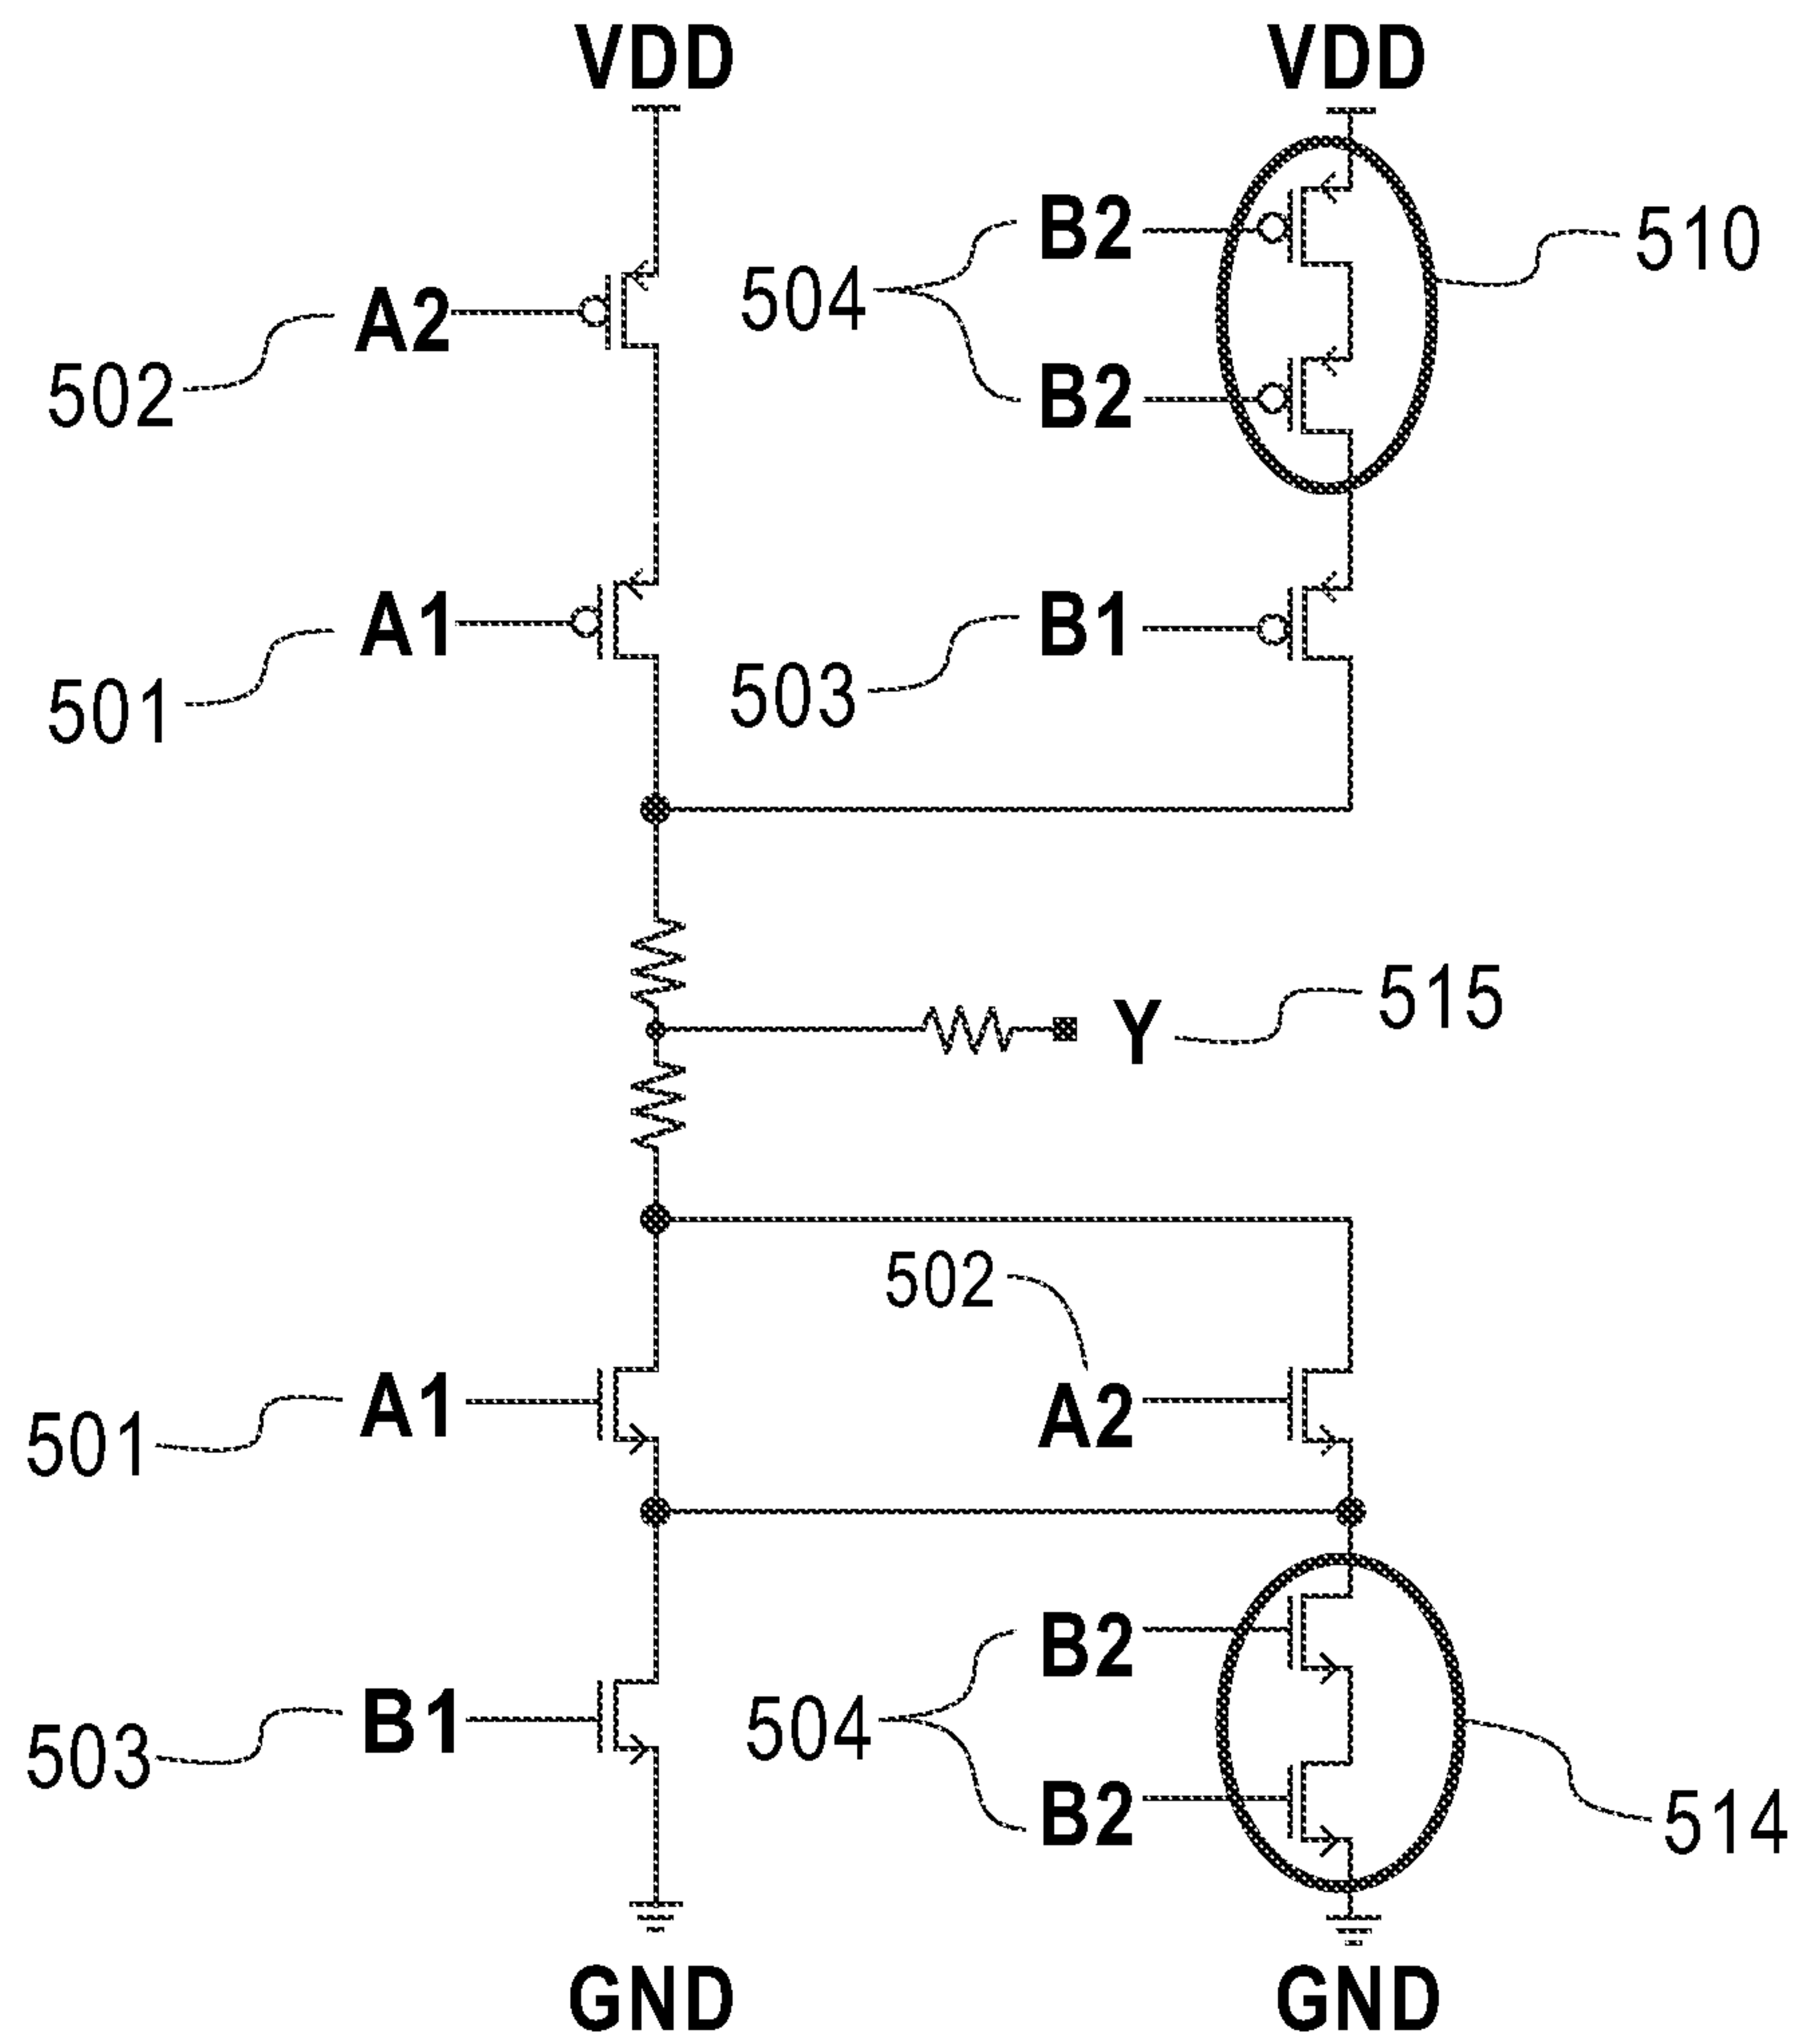 VDD VDD
B2 510
504
A2
502 B2
A1 B1
501 503
Y 515
502
A1 A2
501
B2
B1 504
503
B2 514
GND GND